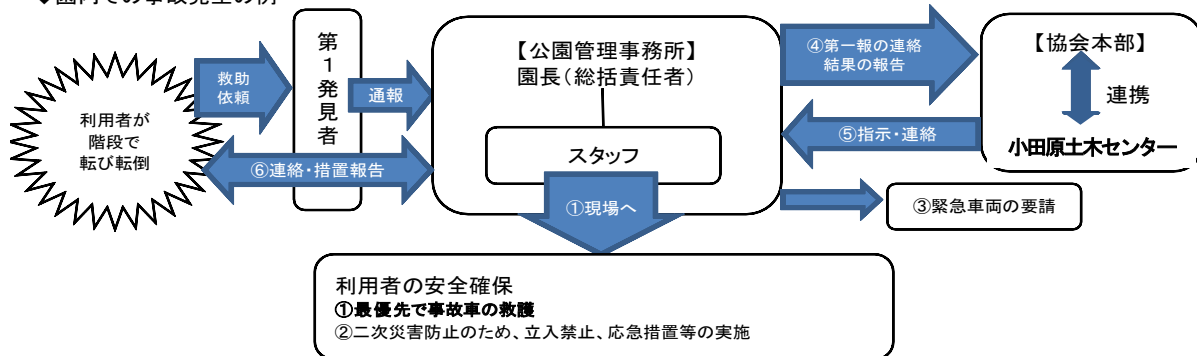 ◆園内での事故発生の例
利用者が
階段で
転び転倒
救助
依頼
第1発見者
通報
⑥連絡・措置報告
【公園管理事務所】
園長(総括責任者)
スタッフ
①現場へ
④第一報の連絡
結果の報告
⑤指示・連絡
③緊急車両の要請
【協会本部】
連携
小田原土木センター
利用者の安全確保
①最優先で事故車の救護
②二次災害防止のため、立入禁止、応急措置等の実施